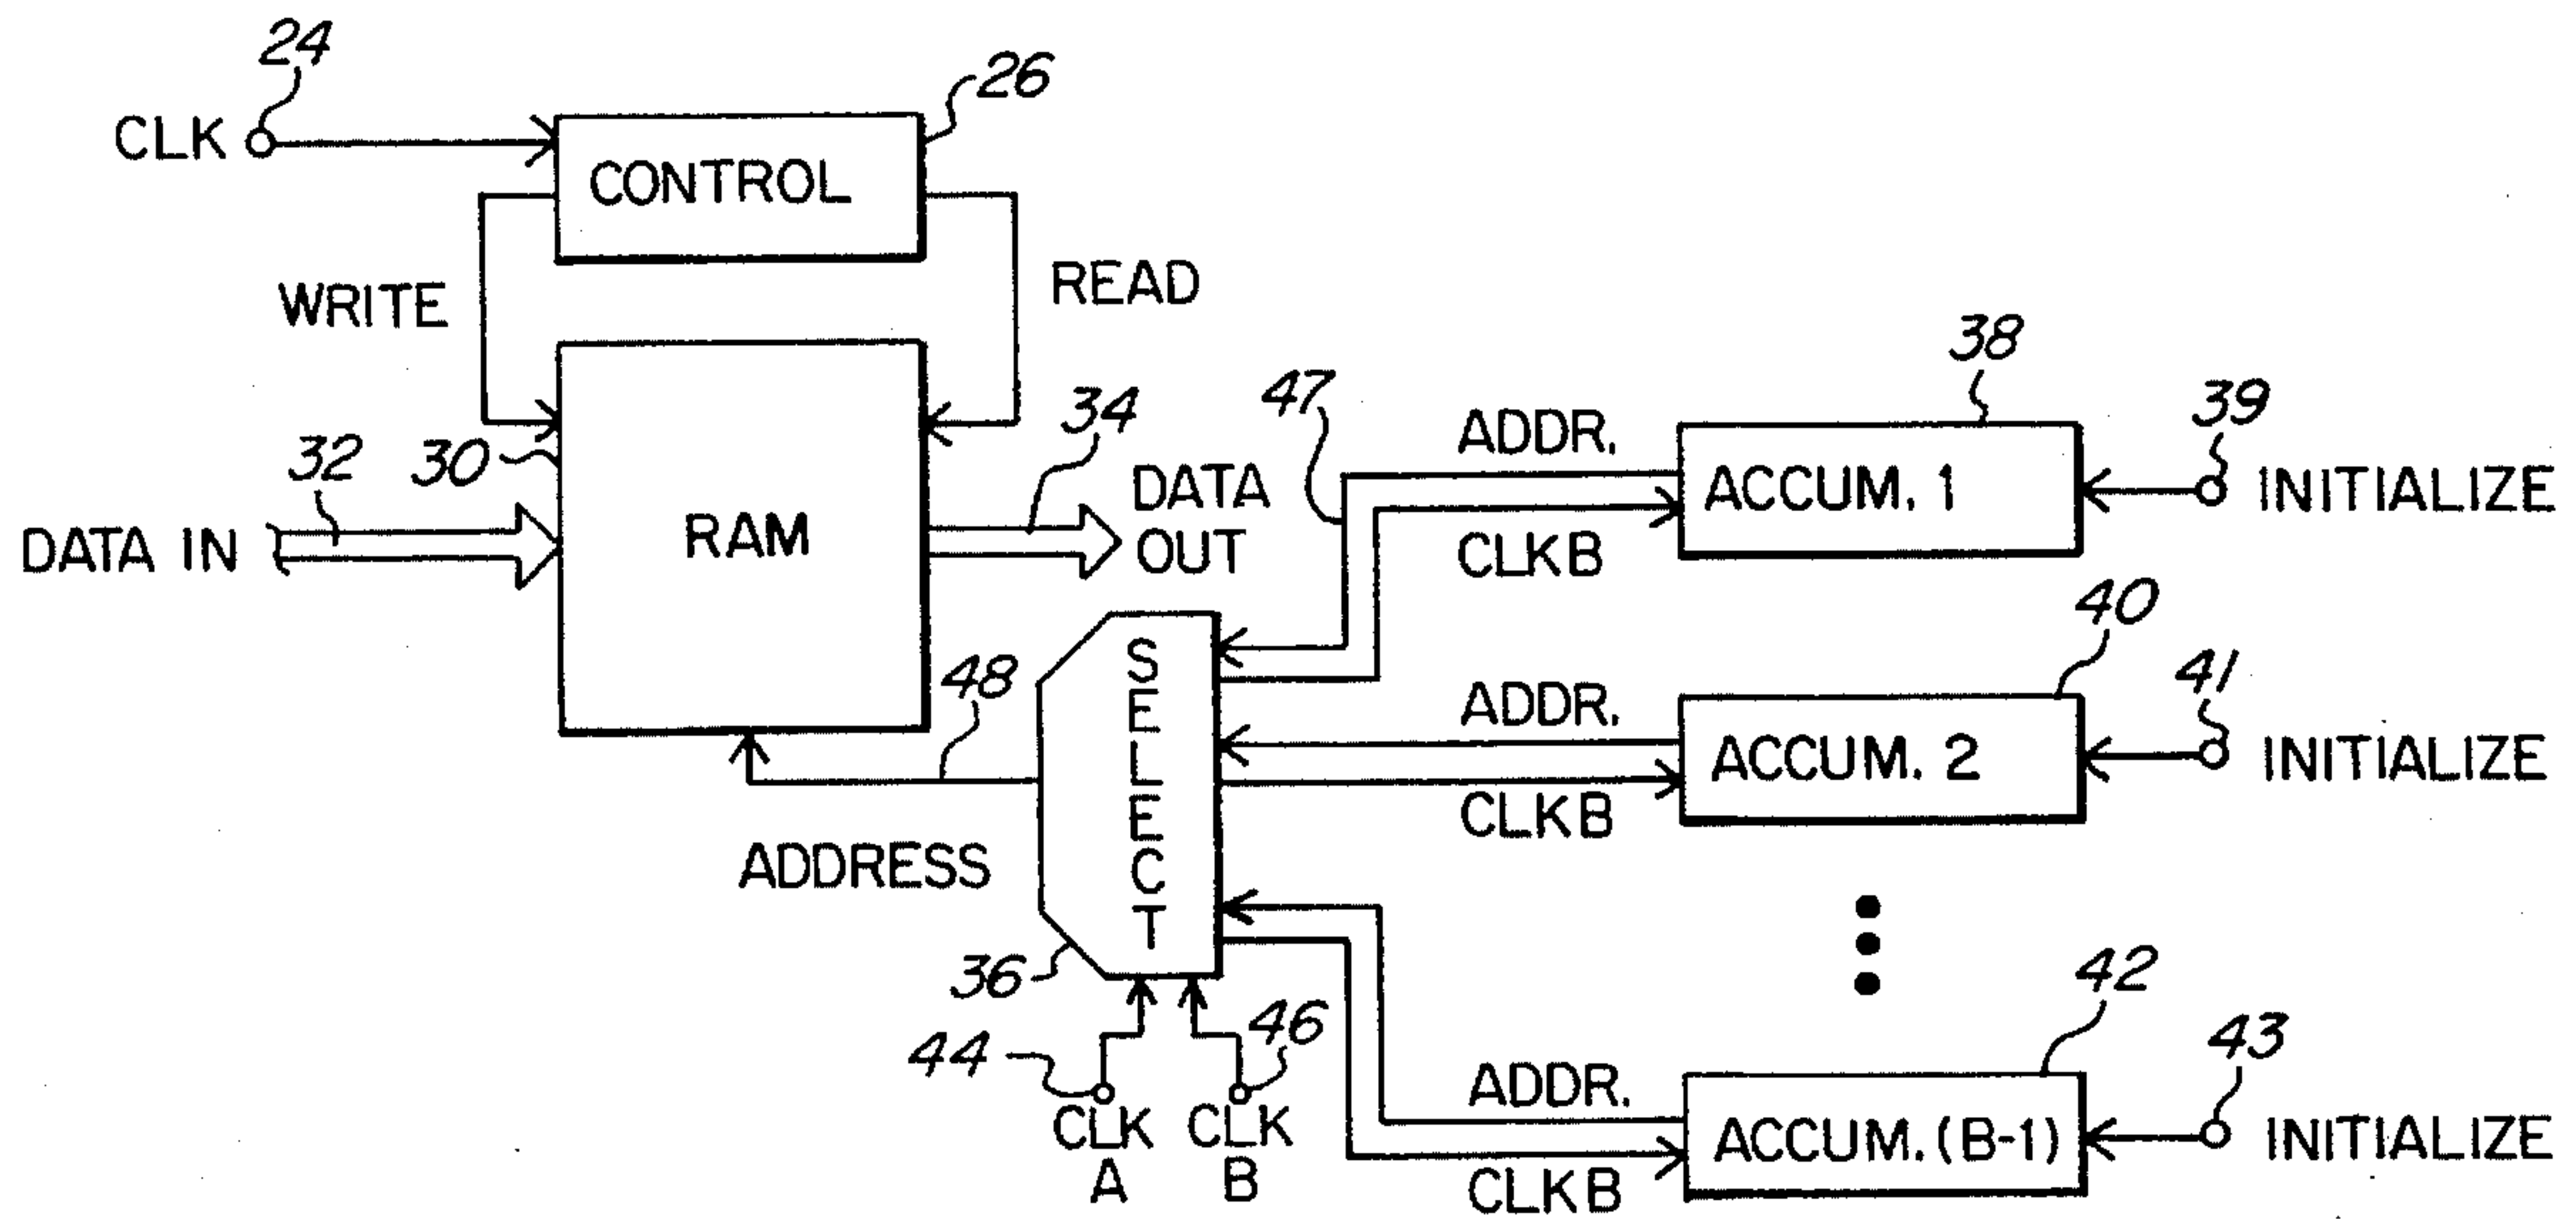 24
26
CLK
CONTROL
WRITE
READ
38
39
47
34
ADDR.
32
30
DATA IN
RAM
DATA
OUT
ACCUM. 1
INITIALIZE
CLKB
40
41
48
SELECT
ADDR.
ACCUM. 2
INITIALIZE
CLKB
ADDRESS
36
42
43
44
46
CLK
A
CLK
B
ADDR.
ACCUM. (B-1)
INITIALIZE
CLKB